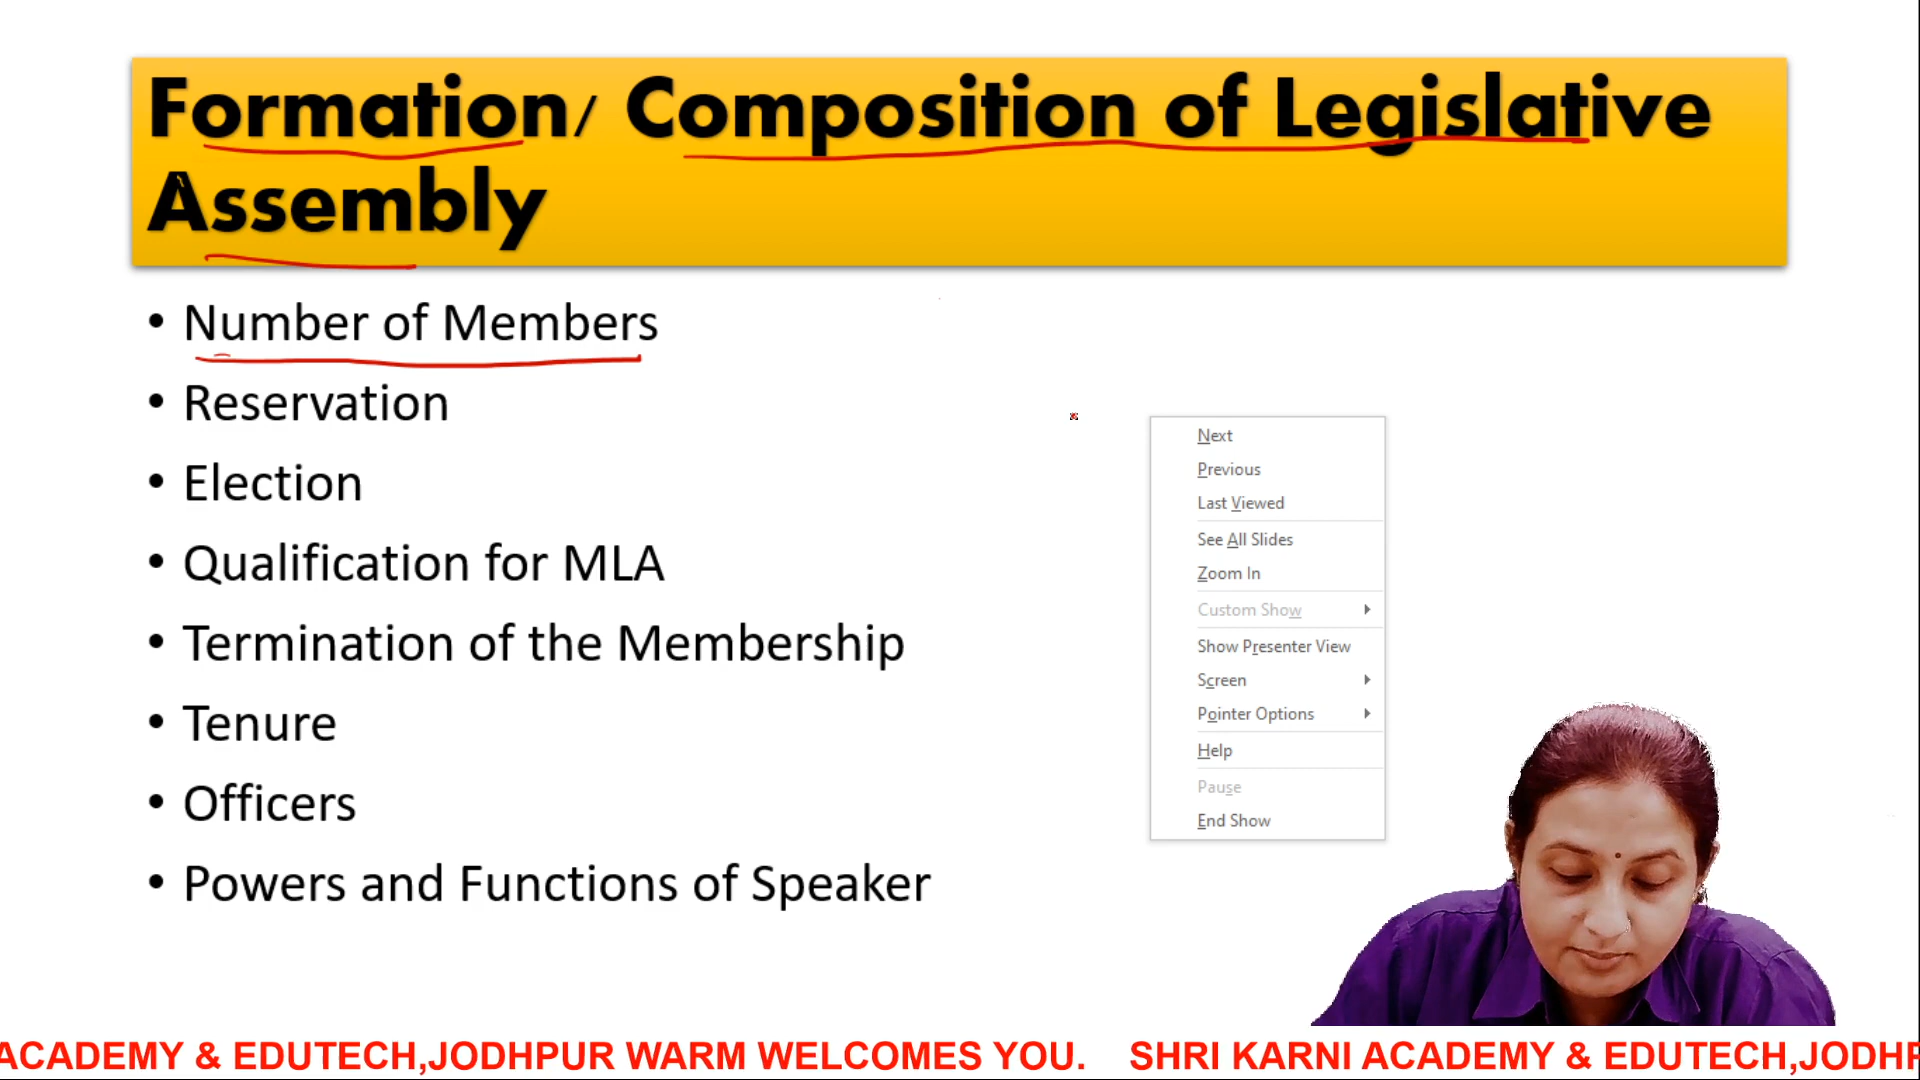 Formation/ Composition of Legislative
Assembly
• Number of Members
• Reservation
• Election
• Qualification for MLA
• Termination of the Membership
• Tenure
• Officers
• Powers and Functions of Speaker
Next
Previous
Last Viewed
See All Slides
Zoom In
Custom Show
Show Presenter View
Screen
Pointer Options
Help
Pause
End Show
ACADEMY & EDUTECH,JODHPUR WARM WELCOMES YOU. SHRI KARNI ACADEMY & EDUTECH,JODHP